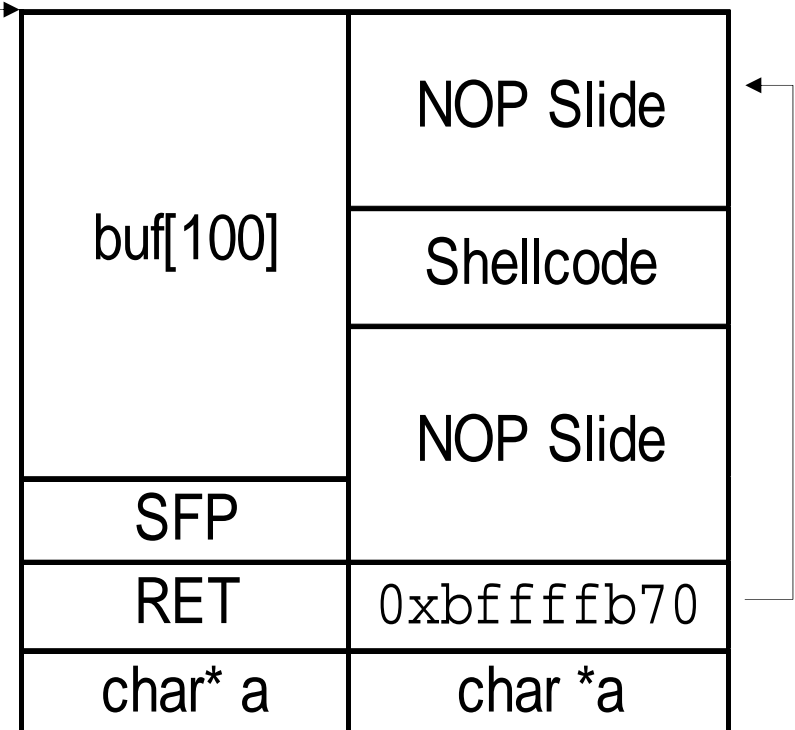 NOP Slide
buf[100]
Shellcode
NOP Slide
SFP
RET
0xbffffb70
char* a
char *a